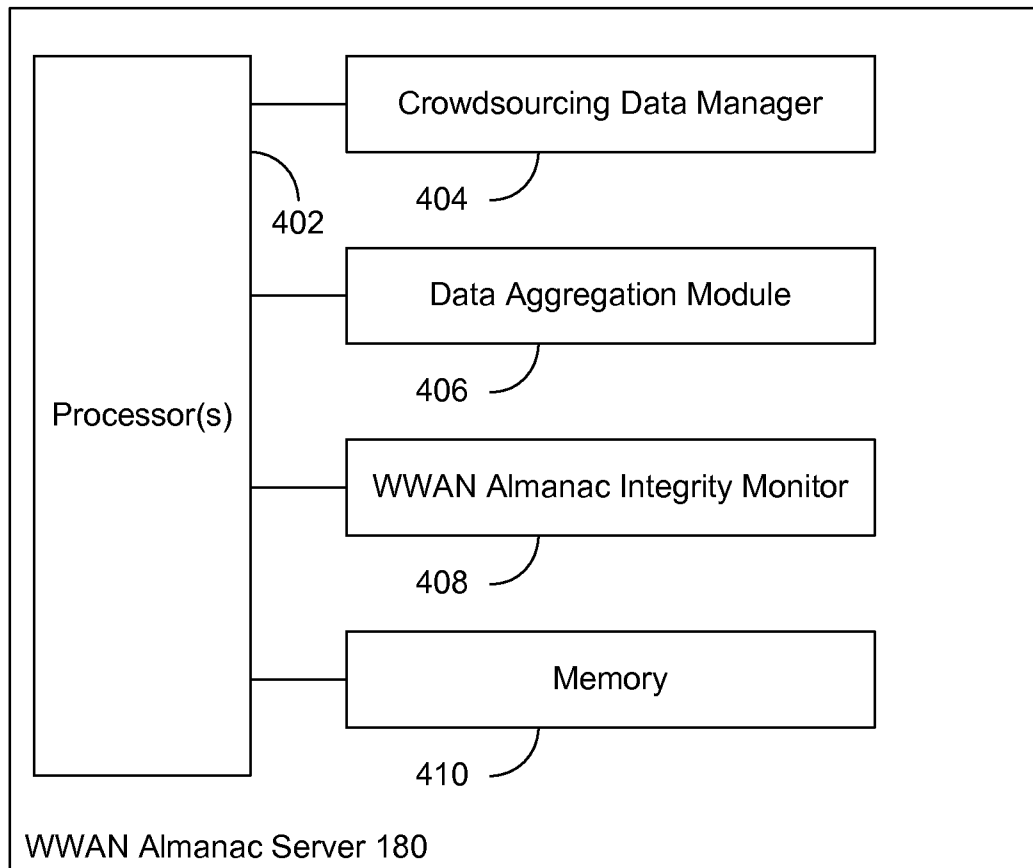 Crowdsourcing Data Manager
404
402
Data Aggregation Module
406
Processor(s)
WWAN Almanac Integrity Monitor
408
Memory
410
WWAN Almanac Server 180